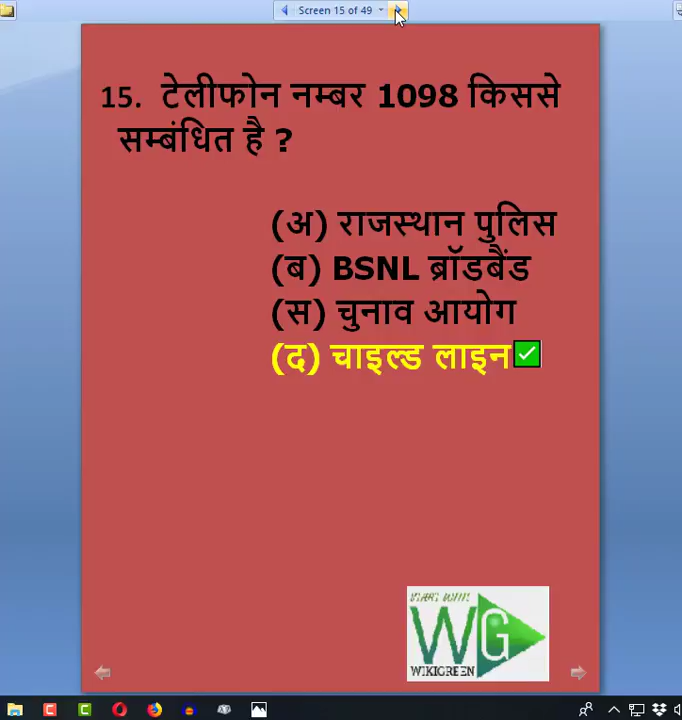 Screen 15 of 49
15. टेलीफोन नम्बर 1098 किससे
सम्बंधित है ?
(अ) राजस्थान पुलिस
(ब) BSNL ब्रॉडबैंड
(स) चुनाव आयोग
(द) चाइल्ड लाइन
START WITH
WG
WIKIGREEN